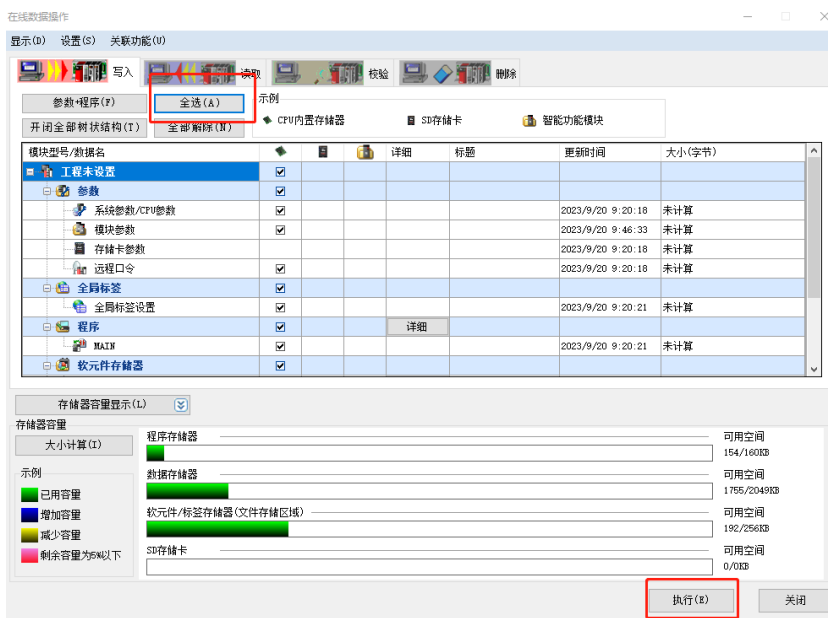 在线数据操作
显示(D) 设置(S) 关联功能(U)
写入 读取 校验 删除
参数+程序(F) 全选(A)
开闭全部树状结构(T) 全部解除(N)
示例
CPU内置存储器 SD存储卡 智能功能模块
模块型号/数据名 详细 标题 更新时间 大小(字节)
工程未设置
参数
系统参数/CPU参数 2023/9/20 9:20:18 未计算
模块参数 2023/9/20 9:46:33 未计算
存储卡参数 2023/9/20 9:20:18 未计算
远程口令 2023/9/20 9:20:18 未计算
全局标签
全局标签设置 2023/9/20 9:20:21 未计算
程序 详细
MAIN 2023/9/20 9:20:21 未计算
软元件存储器
存储器容量显示(L)
存储器容量
大小计算(I)
示例
已用容量
增加容量
减少容量
剩余容量为5%以下
程序存储器 可用空间
154/160KB
数据存储器 可用空间
1755/2049KB
软元件/标签存储器(文件存储区域) 可用空间
192/256KB
SD存储卡 可用空间
0/0KB
执行(E) 关闭